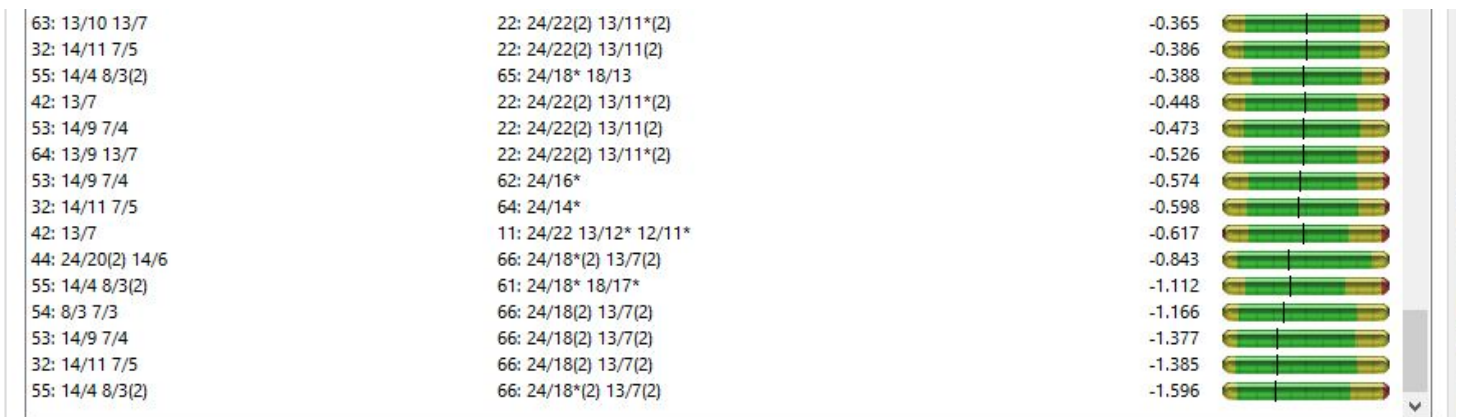 63: 13/10 13/7 22: 24/22(2) 13/11*(2) -0.365
32: 14/11 7/5 22: 24/22(2) 13/11(2) -0.386
55: 14/4 8/3(2) 65: 24/18* 18/13 -0.388
42: 13/7 22: 24/22(2) 13/11*(2) -0.448
53: 14/9 7/4 22: 24/22(2) 13/11(2) -0.473
64: 13/9 13/7 22: 24/22(2) 13/11*(2) -0.526
53: 14/9 7/4 62: 24/16* -0.574
32: 14/11 7/5 64: 24/14* -0.598
42: 13/7 11: 24/22 13/12* 12/11* -0.617
44: 24/20(2) 14/6 66: 24/18*(2) 13/7(2) -0.843
55: 14/4 8/3(2) 61: 24/18* 18/17* -1.112
54: 8/3 7/3 66: 24/18(2) 13/7(2) -1.166
53: 14/9 7/4 66: 24/18(2) 13/7(2) -1.377
32: 14/11 7/5 66: 24/18(2) 13/7(2) -1.385
55: 14/4 8/3(2) 66: 24/18*(2) 13/7(2) -1.596